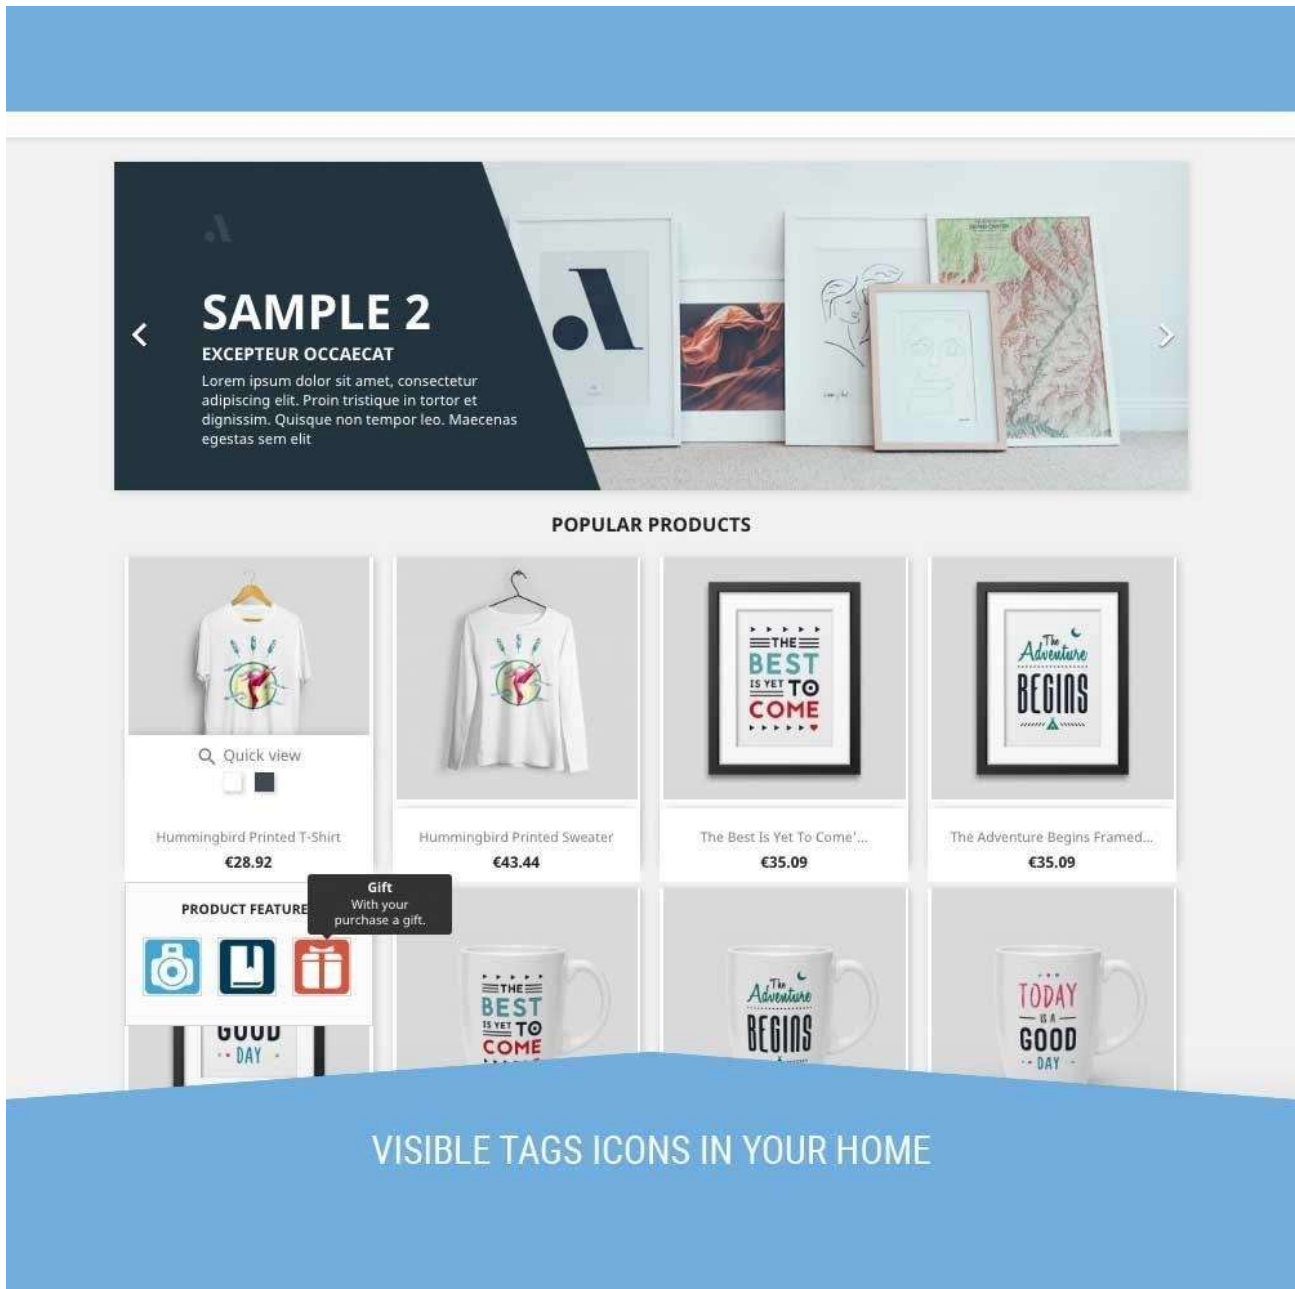 SAMPLE 2
EXCEPTEUR OCCAECAT
Lorem ipsum dolor sit amet, consectetur
adipiscing elit. Proin tristique in tortor et
dignissim. Quisque non tempor leo. Maecenas
egestas sem elit
POPULAR PRODUCTS
THE
BEST
IS YET TO
COME
The
Adventure
BEGINS
Quick view
Hummingbird Printed T-Shirt
€28.92
Hummingbird Printed Sweater
€43.44
The Best Is Yet To Come'...
€35.09
The Adventure Begins Framed...
€35.09
Gift
With your
purchase a gift.
PRODUCT FEATURE
GOOD
DAY
THE
BEST
IS YET TO
COME
The
Adventure
BEGINS
TODAY
IS A
GOOD
DAY
VISIBLE TAGS ICONS IN YOUR HOME